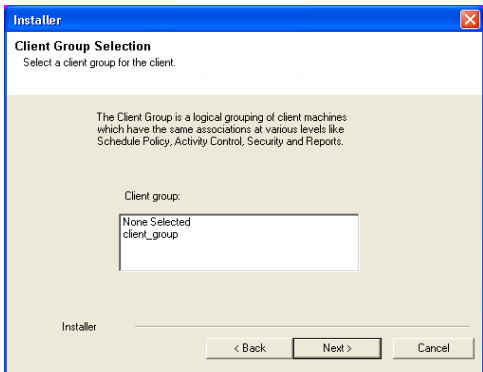 Installer
Client Group Selection
Select a client group for the client.
The Client Group is a logical grouping of client machines
which have the same associations at various levels like
Schedule Policy, Activity Control, Security and Reports.
Client group:
None Selected
client_group
Installer
< Back
Next >
Cancel